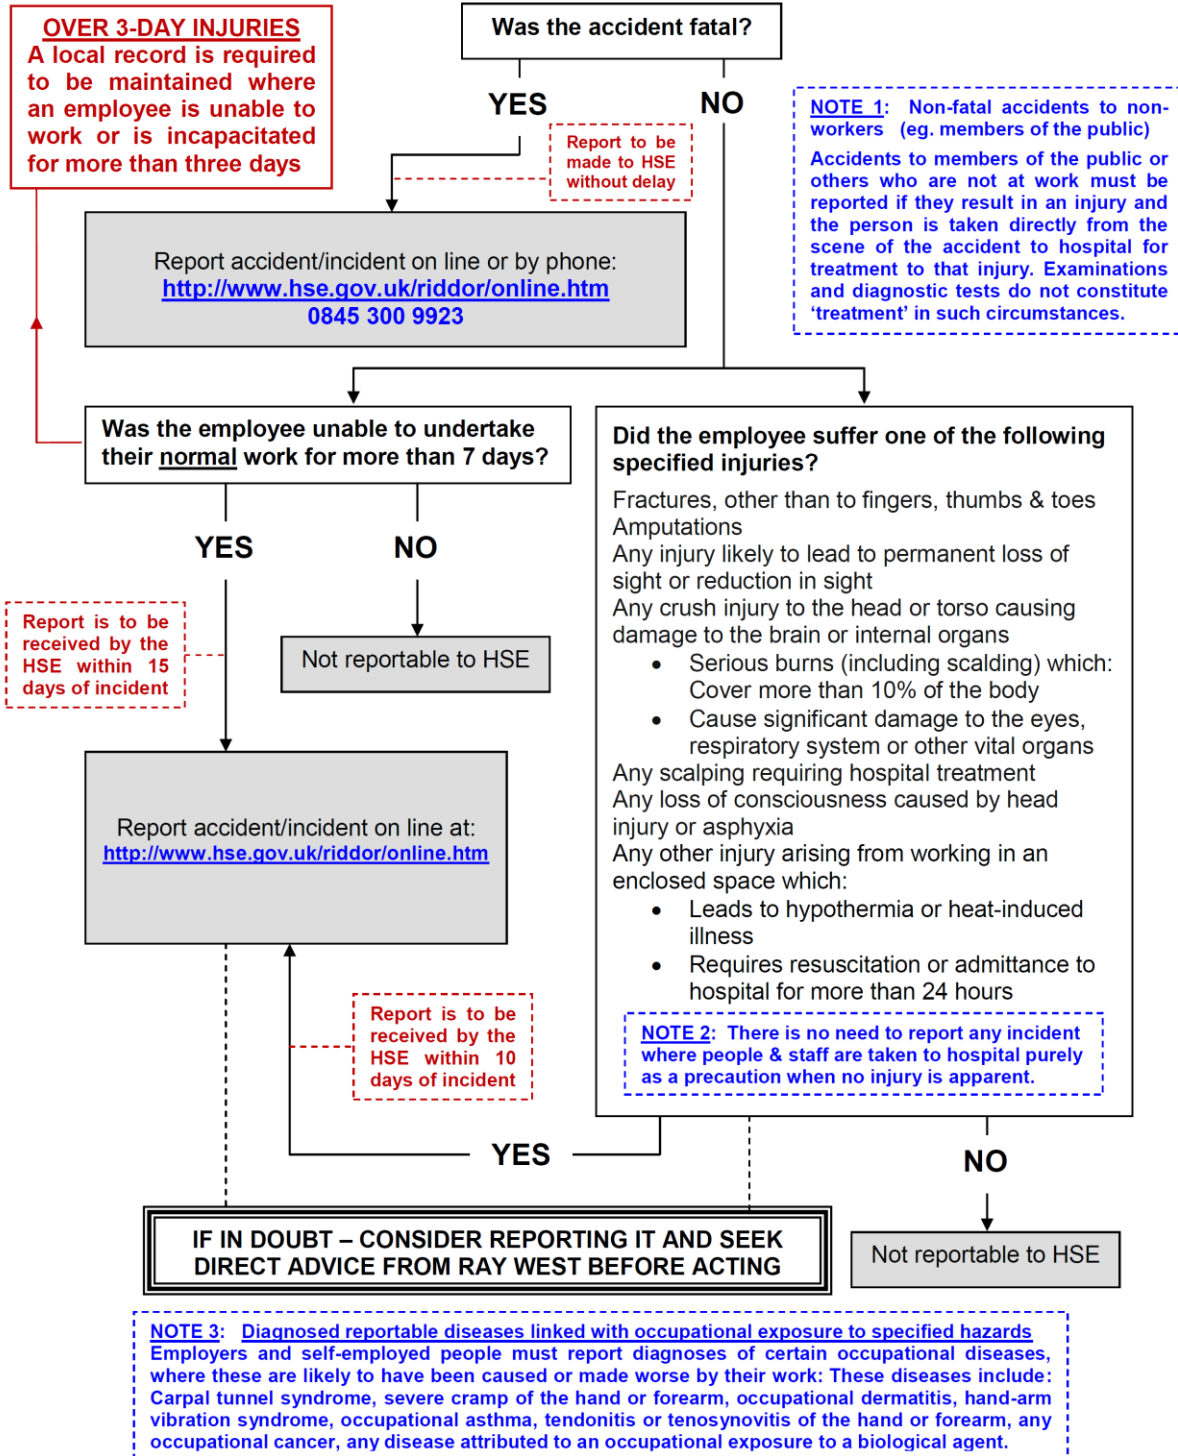 OVER 3-DAY INJURIES
A local record is required
to be maintained where
an employee is unable to
work or is incapacitated
for more than three days
Was the accident fatal?
YES
NO
Report to be
made to HSE
without delay
NOTE 1: Non-fatal accidents to non-
workers (eg. members of the public)
Accidents to members of the public or
others who are not at work must be
reported if they result in an injury and
the person is taken directly from the
scene of the accident to hospital for
treatment to that injury. Examinations
and diagnostic tests do not constitute
‘treatment’ in such circumstances.
Report accident/incident on line or by phone:
http://www.hse.gov.uk/riddor/online.htm
0845 300 9923
Was the employee unable to undertake
their normal work for more than 7 days?
YES
NO
Report is to be
received by the
HSE within 15
days of incident
Not reportable to HSE
Report accident/incident on line at:
http://www.hse.gov.uk/riddor/online.htm
Did the employee suffer one of the following
specified injuries?
Fractures, other than to fingers, thumbs & toes
Amputations
Any injury likely to lead to permanent loss of
sight or reduction in sight
Any crush injury to the head or torso causing
damage to the brain or internal organs
• Serious burns (including scalding) which:
Cover more than 10% of the body
• Cause significant damage to the eyes,
respiratory system or other vital organs
Any scalping requiring hospital treatment
Any loss of consciousness caused by head
injury or asphyxia
Any other injury arising from working in an
enclosed space which:
• Leads to hypothermia or heat-induced
illness
• Requires resuscitation or admittance to
hospital for more than 24 hours
NOTE 2: There is no need to report any incident
where people & staff are taken to hospital purely
as a precaution when no injury is apparent.
Report is to be
received by the
HSE within 10
days of incident
YES
NO
IF IN DOUBT – CONSIDER REPORTING IT AND SEEK
DIRECT ADVICE FROM RAY WEST BEFORE ACTING
Not reportable to HSE
NOTE 3: Diagnosed reportable diseases linked with occupational exposure to specified hazards
Employers and self-employed people must report diagnoses of certain occupational diseases,
where these are likely to have been caused or made worse by their work: These diseases include:
Carpal tunnel syndrome, severe cramp of the hand or forearm, occupational dermatitis, hand-arm
vibration syndrome, occupational asthma, tendonitis or tenosynovitis of the hand or forearm, any
occupational cancer, any disease attributed to an occupational exposure to a biological agent.